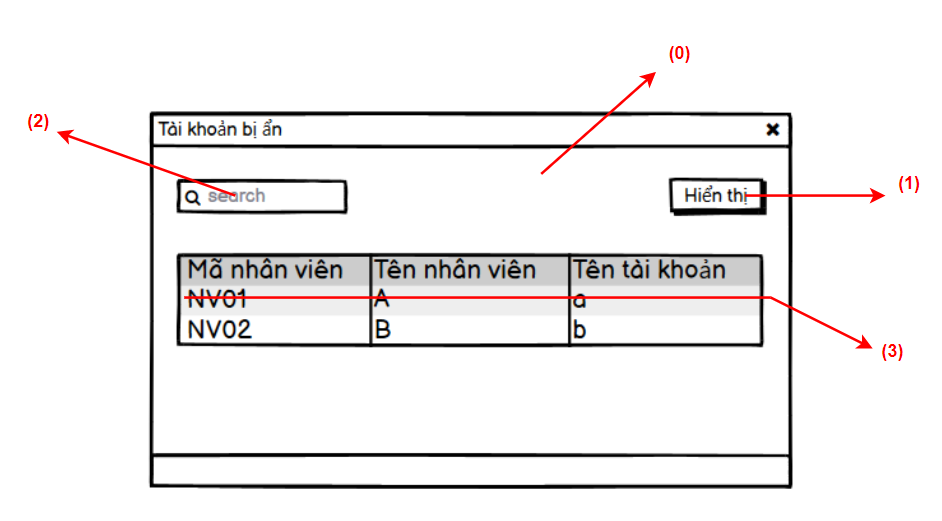 (0)
(2)
Tài khoản bị ẩn
search
Hiển thị
(1)
Mã nhân viên Tên nhân viên Tên tài khoản
NV01 A a
NV02 B b
(3)